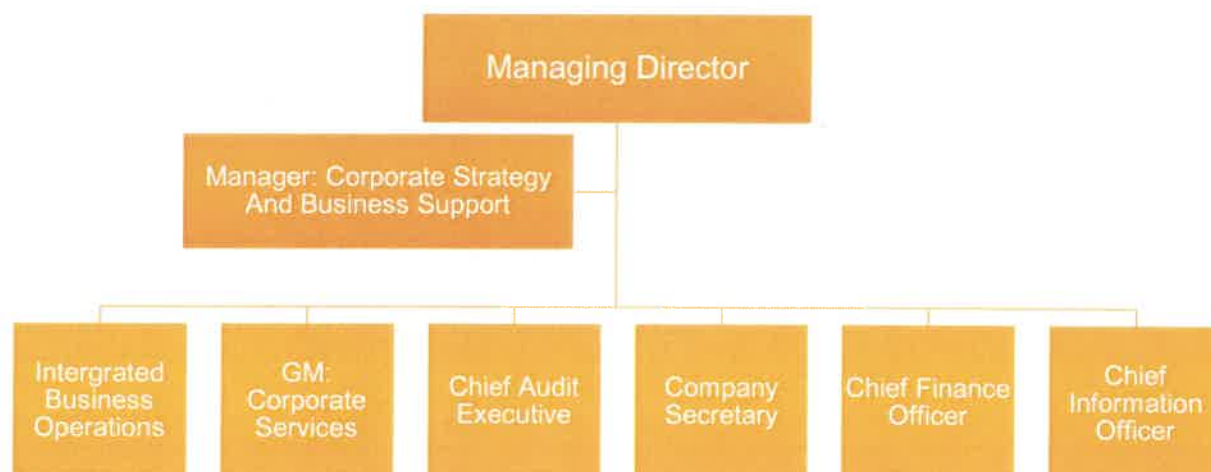 Managing Director
Manager: Corporate Strategy
And Business Support
Intergrated
Business
Operations
GM:
Corporate
Services
Chief Audit
Executive
Company
Secretary
Chief Finance
Officer
Chief
Information
Officer